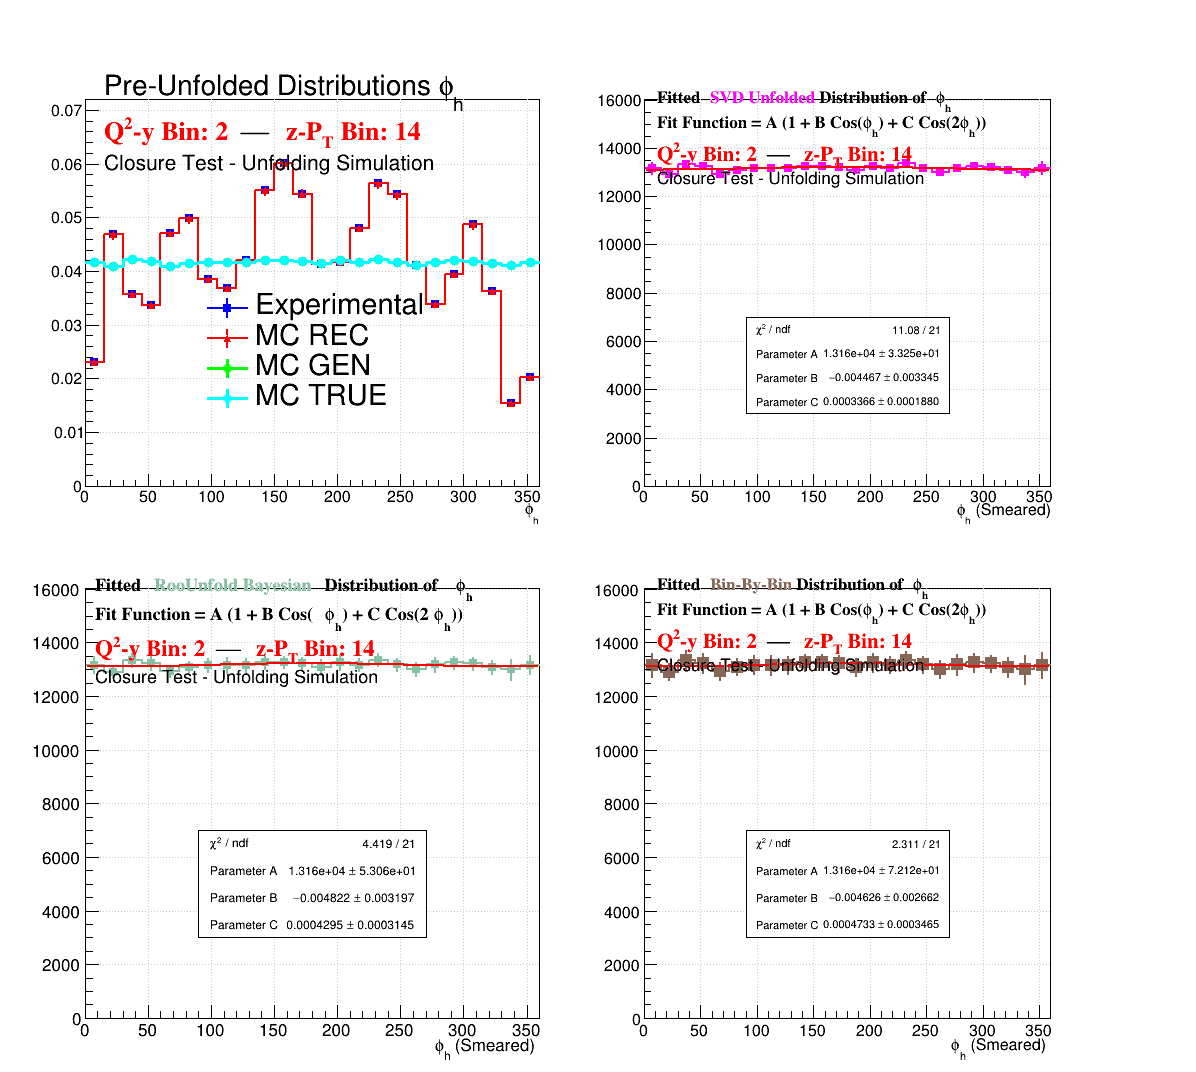 Pre-Unfolded Distributions ϕh
Q²-y Bin: 2 — z-PT Bin: 14
Closure Test - Unfolding Simulation
0.07
0.06
0.05
0.04
0.03
0.02
0.01
0
Experimental
MC REC
MC GEN
MC TRUE
0 50 100 150 200 250 300 350
ϕh
Fitted SVD Unfolded Distribution of ϕh
Fit Function = A (1 + B Cos(ϕh) + C Cos(2ϕh))
Q²-y Bin: 2 — z-PT Bin: 14
Closure Test - Unfolding Simulation
16000
14000
12000
10000
8000
6000
4000
2000
0
χ² / ndf 11.08 / 21
Parameter A 1.316e+04 ± 3.325e+01
Parameter B −0.004467 ± 0.003345
Parameter C 0.0003366 ± 0.0001880
0 50 100 150 200 250 300 350
ϕh (Smeared)
Fitted RooUnfold Bayesian Distribution of ϕh
Fit Function = A (1 + B Cos( ϕh) + C Cos(2 ϕh))
Q²-y Bin: 2 — z-PT Bin: 14
Closure Test - Unfolding Simulation
16000
14000
12000
10000
8000
6000
4000
2000
0
χ² / ndf 4.419 / 21
Parameter A 1.316e+04 ± 5.306e+01
Parameter B −0.004822 ± 0.003197
Parameter C 0.0004295 ± 0.0003145
0 50 100 150 200 250 300 350
ϕh (Smeared)
Fitted Bin-By-Bin Distribution of ϕh
Fit Function = A (1 + B Cos(ϕh) + C Cos(2ϕh))
Q²-y Bin: 2 — z-PT Bin: 14
Closure Test - Unfolding Simulation
16000
14000
12000
10000
8000
6000
4000
2000
0
χ² / ndf 2.311 / 21
Parameter A 1.316e+04 ± 7.212e+01
Parameter B −0.004626 ± 0.002662
Parameter C 0.0004733 ± 0.0003465
0 50 100 150 200 250 300 350
ϕh (Smeared)